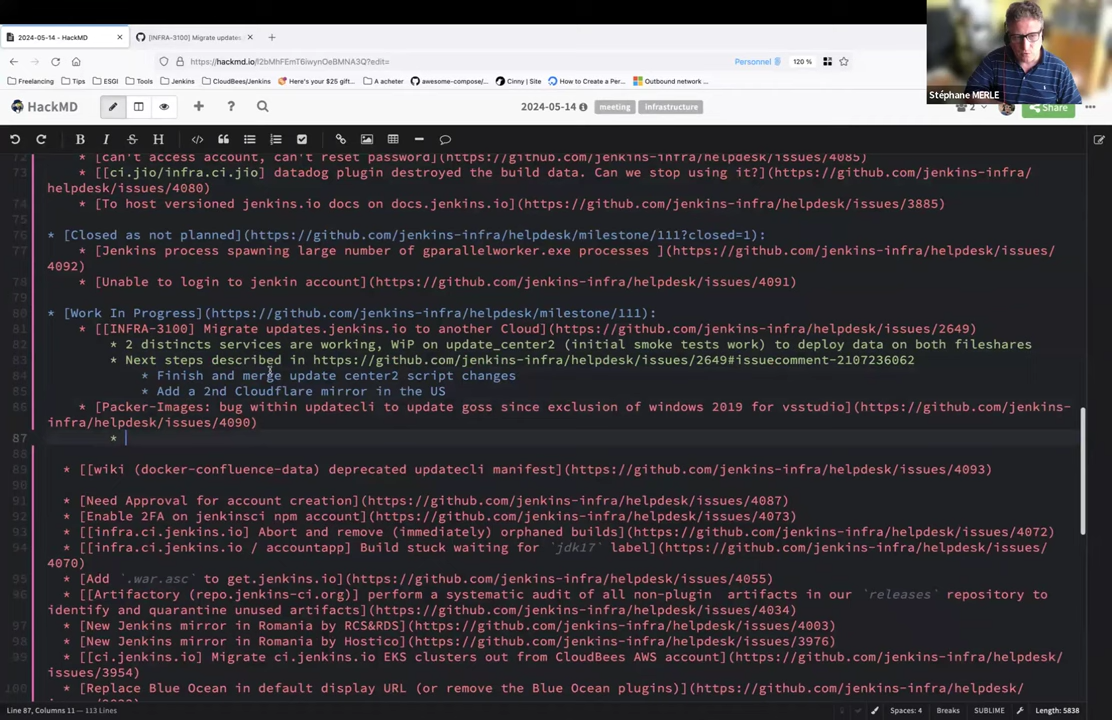 2024-05-14 - HackMD
[INFRA-3100] Migrate updates
https://hackmd.io/l2bMhFEmT6IwynOeBMNA3Q?edit=
Personnel
120 %
Freelancing
Tips
ESGI
Tools
Jenkins
CloudBees/Jenkins
Here's your $25 gift...
A acheter
awesome-compose/...
Cinny | Site
How to Create a Per...
Outbound network ...
Stéphane MERLE
HackMD
2024-05-14
meeting
infrastructure
2
Share
72 * [can't access account, can't reset password](https://github.com/jenkins-infra/helpdesk/issues/4085)
73 * [[ci.jio/infra.ci.jio] datadog plugin destroyed the build data. Can we stop using it?](https://github.com/jenkins-infra/
helpdesk/issues/4080)
74 * [To host versioned jenkins.io docs on docs.jenkins.io](https://github.com/jenkins-infra/helpdesk/issues/3885)
75
76 * [Closed as not planned](https://github.com/jenkins-infra/helpdesk/milestone/111?closed=1):
77 * [Jenkins process spawning large number of gparallelworker.exe processes ](https://github.com/jenkins-infra/helpdesk/issues/
4092)
78 * [Unable to login to jenkin account](https://github.com/jenkins-infra/helpdesk/issues/4091)
79
80 * [Work In Progress](https://github.com/jenkins-infra/helpdesk/milestone/111):
81 * [[INFRA-3100] Migrate updates.jenkins.io to another Cloud](https://github.com/jenkins-infra/helpdesk/issues/2649)
82 * 2 distincts services are working, WiP on update_center2 (initial smoke tests work) to deploy data on both fileshares
83 * Next steps described in https://github.com/jenkins-infra/helpdesk/issues/2649#issuecomment-2107236062
84 * Finish and merge update center2 script changes
85 * Add a 2nd Cloudflare mirror in the US
86 * [Packer-Images: bug within updatecli to update goss since exclusion of windows 2019 for vsstudio](https://github.com/jenkins-
infra/helpdesk/issues/4090)
87 *
88
89 * [[wiki (docker-confluence-data) deprecated updatecli manifest](https://github.com/jenkins-infra/helpdesk/issues/4093)
90
91 * [Need Approval for account creation](https://github.com/jenkins-infra/helpdesk/issues/4087)
92 * [Enable 2FA on jenkinsci npm account](https://github.com/jenkins-infra/helpdesk/issues/4073)
93 * [[infra.ci.jenkins.io] Abort and remove (immediately) orphaned builds](https://github.com/jenkins-infra/helpdesk/issues/4072)
94 * [[infra.ci.jenkins.io / accountapp] Build stuck waiting for `jdk17` label](https://github.com/jenkins-infra/helpdesk/issues/
4070)
95 * [Add `.war.asc` to get.jenkins.io](https://github.com/jenkins-infra/helpdesk/issues/4055)
96 * [[Artifactory (repo.jenkins-ci.org)] perform a systematic audit of all non-plugin artifacts in our `releases` repository to
identify and quarantine unused artifacts](https://github.com/jenkins-infra/helpdesk/issues/4034)
97 * [New Jenkins mirror in Romania by RCS&RDS](https://github.com/jenkins-infra/helpdesk/issues/4003)
98 * [New Jenkins mirror in Romania by Hostico](https://github.com/jenkins-infra/helpdesk/issues/3976)
99 * [[ci.jenkins.io] Migrate ci.jenkins.io EKS clusters out from CloudBees AWS account](https://github.com/jenkins-infra/helpdesk/
issues/3954)
100 * [Replace Blue Ocean in default display URL (or remove the Blue Ocean plugins)](https://github.com/jenkins-infra/helpdesk/
Line 87, Columns 11 — 113 Lines
Spaces: 4
Breaks
SUBLIME
Length: 5838